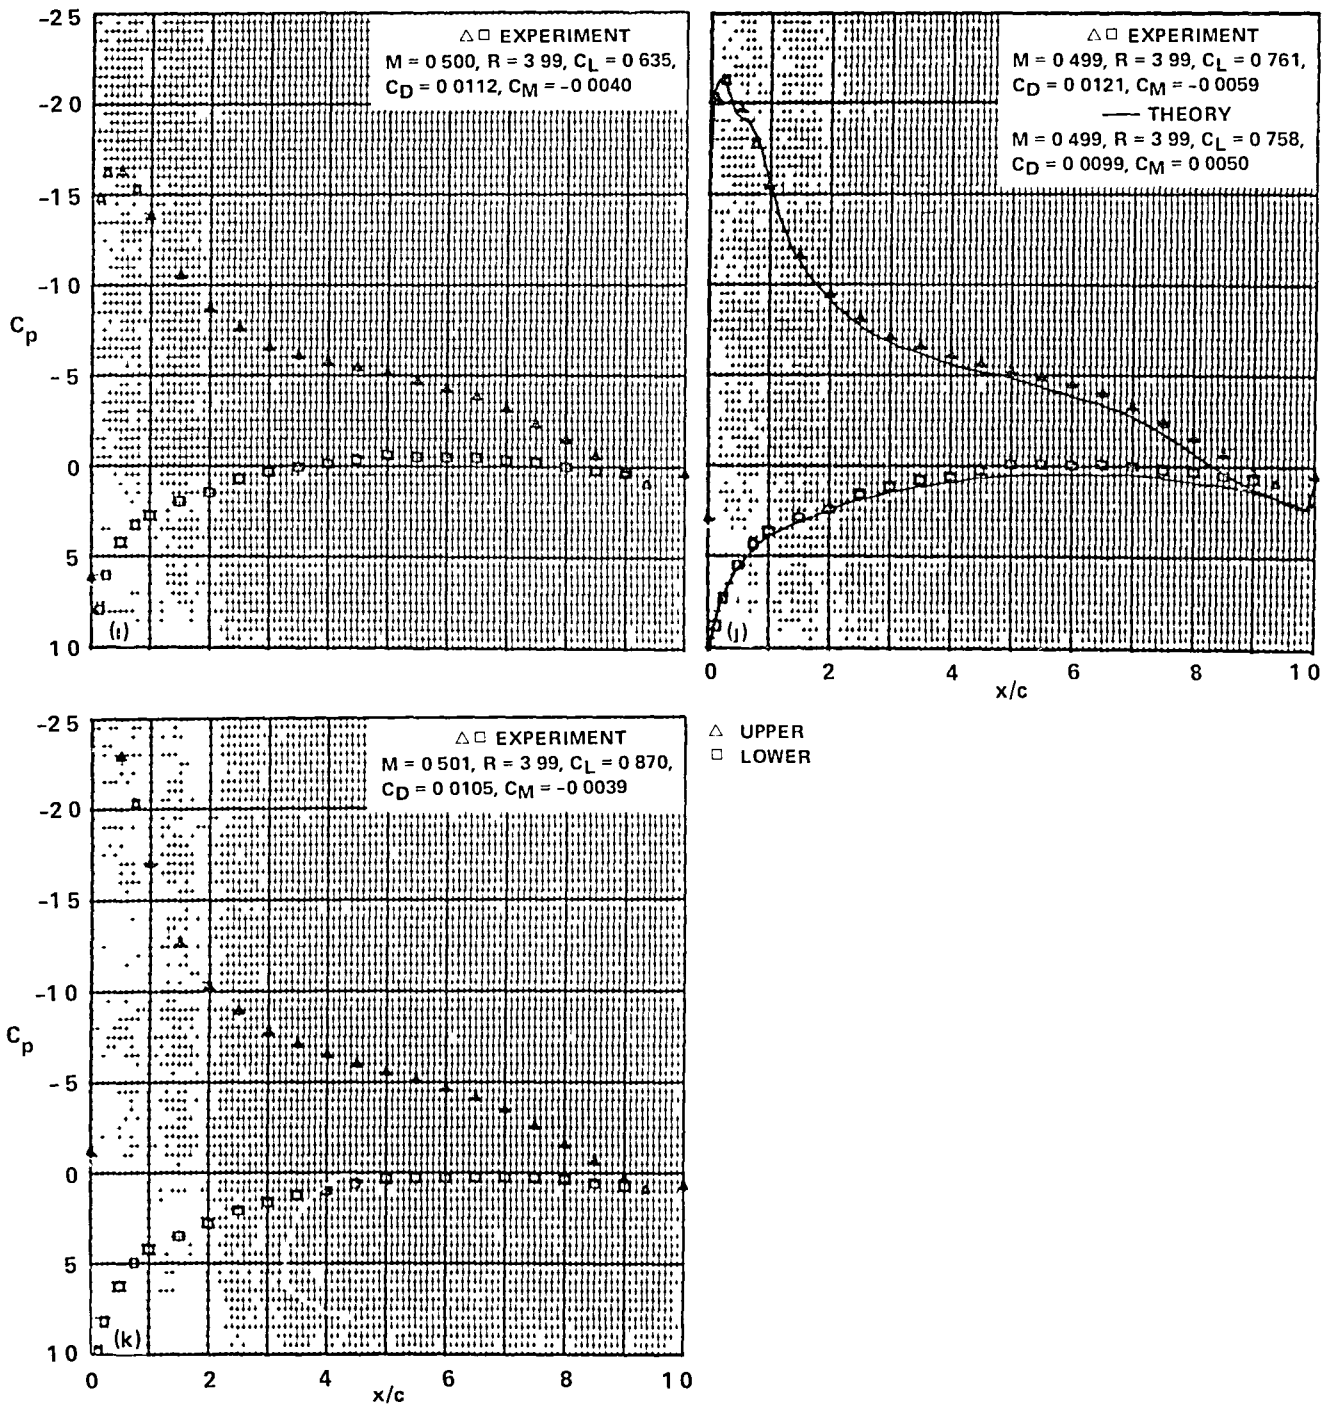 -2 5
-2 0
-1 5
-1 0
- 5
0
5
1 0
Cp
△ □ EXPERIMENT
M = 0 500, R = 3 99, CL = 0 635,
CD = 0 0112, CM = -0 0040
(i)
△ □ EXPERIMENT
M = 0 499, R = 3 99, CL = 0 761,
CD = 0 0121, CM = -0 0059
— THEORY
M = 0 499, R = 3 99, CL = 0 758,
CD = 0 0099, CM = 0 0050
(j)
0 2 4 6 8 1 0
x/c
△ UPPER
□ LOWER
-2 5
-2 0
-1 5
-1 0
- 5
0
5
1 0
Cp
△ □ EXPERIMENT
M = 0 501, R = 3 99, CL = 0 870,
CD = 0 0105, CM = -0 0039
(k)
0 2 4 6 8 1 0
x/c